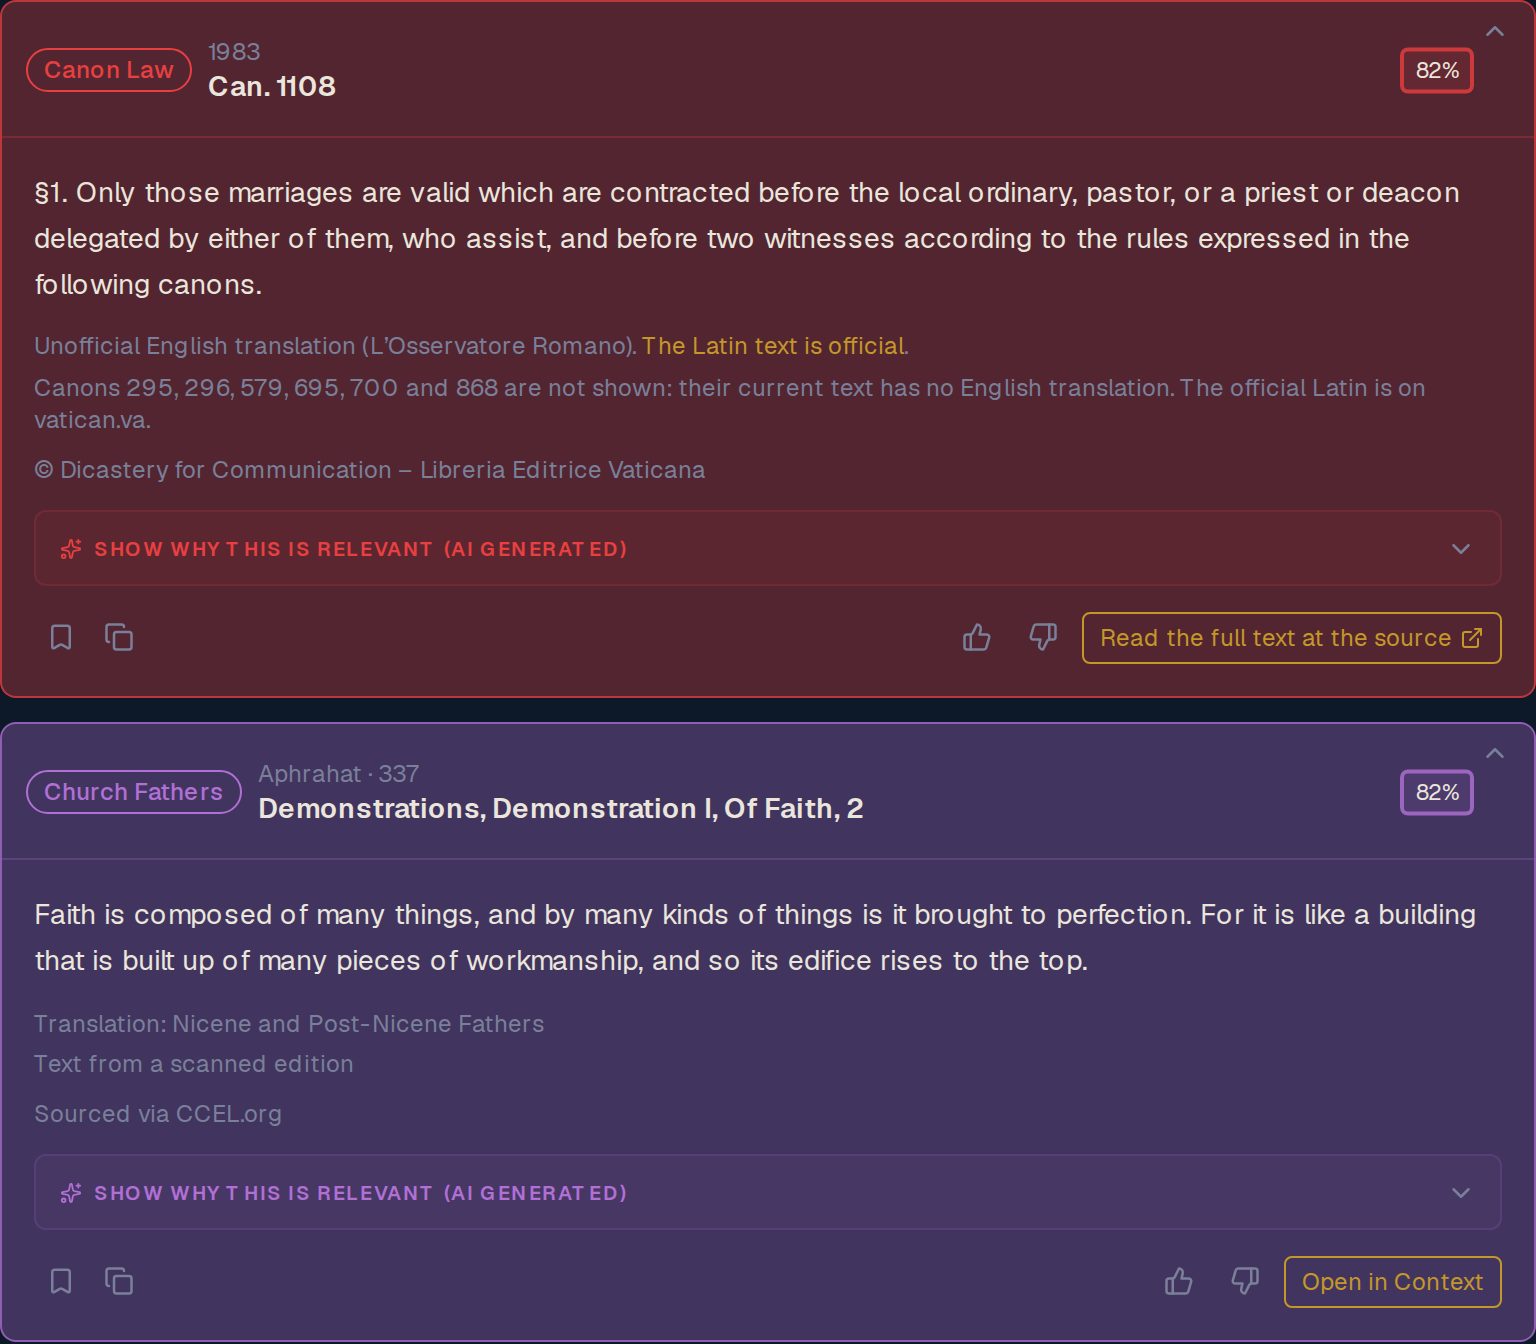 Canon Law
1983
Can. 1108
82%
§1. Only those marriages are valid which are contracted before the local ordinary, pastor, or a priest or deacon
delegated by either of them, who assist, and before two witnesses according to the rules expressed in the
following canons.
Unofficial English translation (L’Osservatore Romano). The Latin text is official.
Canons 295, 296, 579, 695, 700 and 868 are not shown: their current text has no English translation. The official Latin is on
vatican.va.
© Dicastery for Communication – Libreria Editrice Vaticana
SHOW WHY THIS IS RELEVANT (AI GENERATED)
Read the full text at the source
Church Fathers
Aphrahat · 337
Demonstrations, Demonstration I, Of Faith, 2
82%
Faith is composed of many things, and by many kinds of things is it brought to perfection. For it is like a building
that is built up of many pieces of workmanship, and so its edifice rises to the top.
Translation: Nicene and Post-Nicene Fathers
Text from a scanned edition
Sourced via CCEL.org
SHOW WHY THIS IS RELEVANT (AI GENERATED)
Open in Context